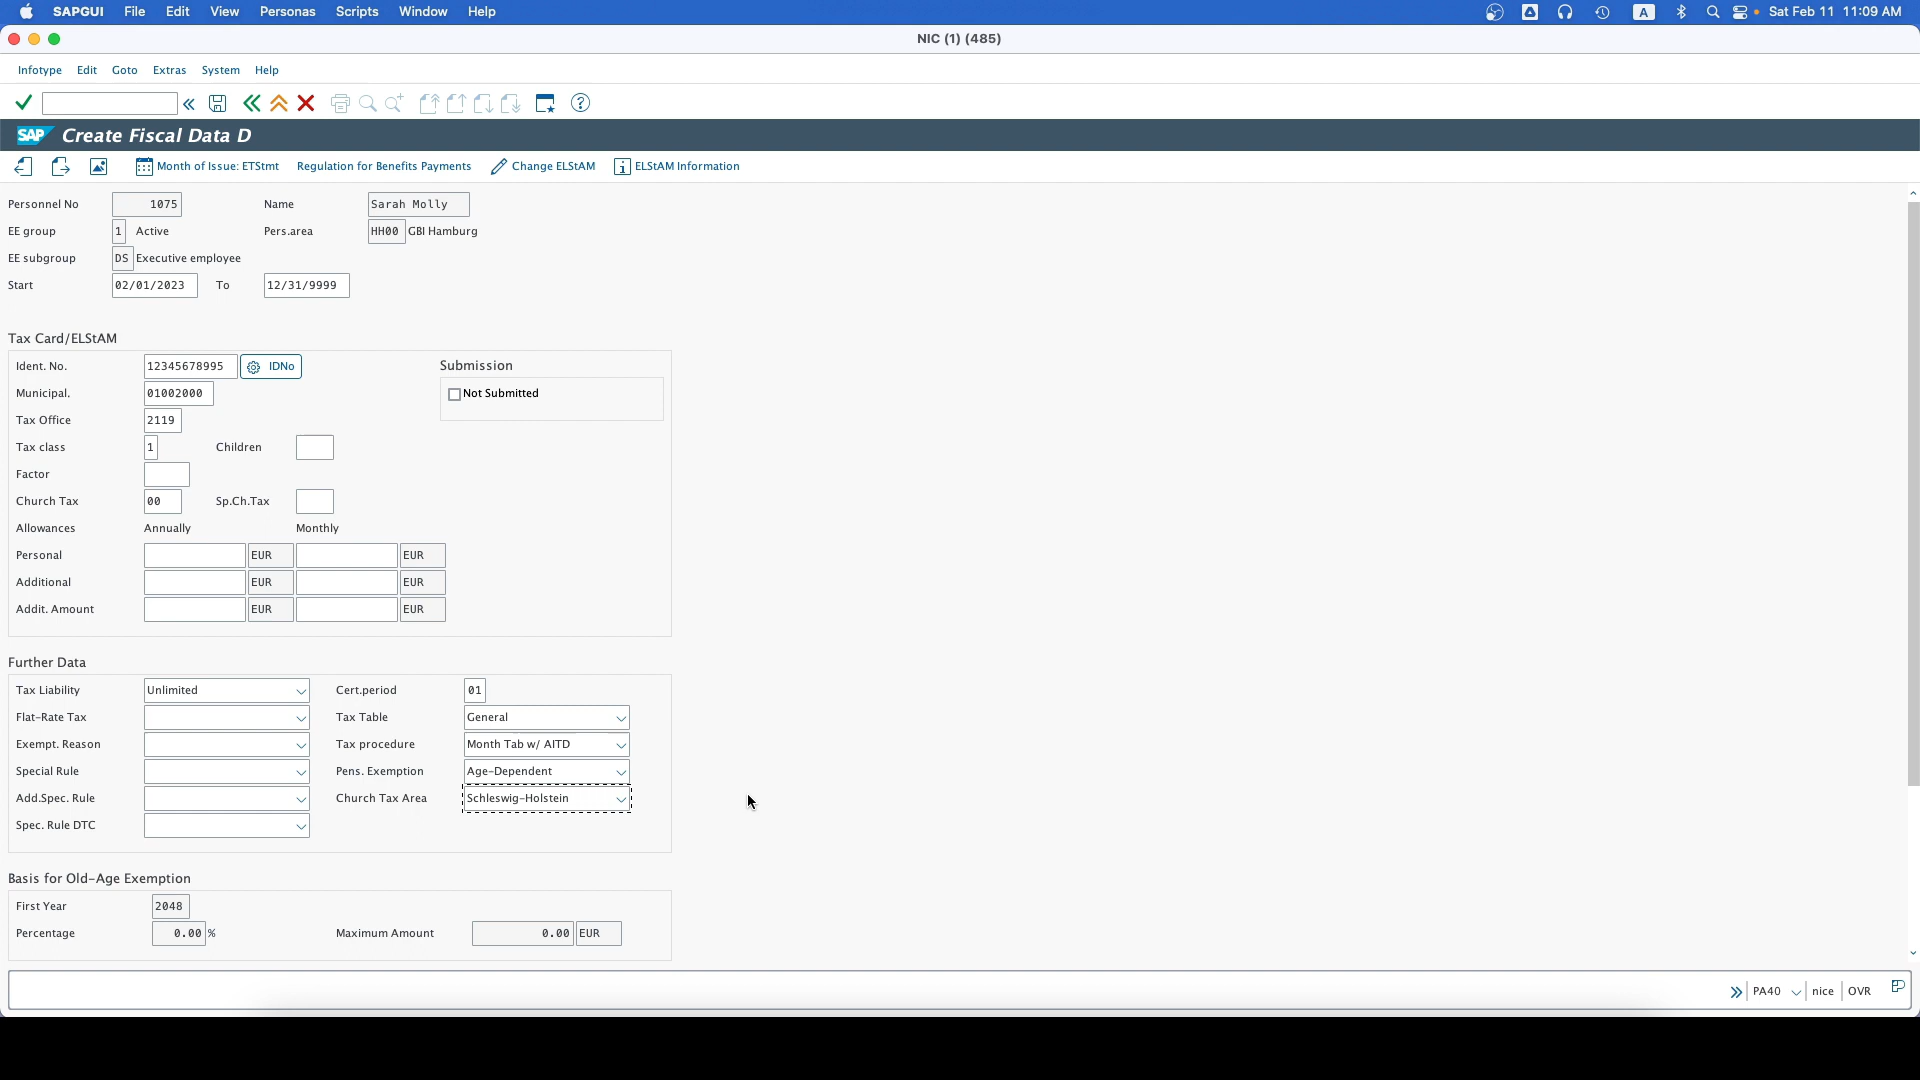 SAPGUI File Edit View Personas Scripts Window Help A Sat Feb 11 11:09 AM
NIC (1) (485)
Infotype Edit Goto Extras System Help
SAP Create Fiscal Data D
Month of Issue: ETStmt Regulation for Benefits Payments Change ELStAM ELStAM Information
Personnel No 1075 Name Sarah Molly
EE group 1 Active Pers.area HH00 GBI Hamburg
EE subgroup DS Executive employee
Start 02/01/2023 To 12/31/9999
Tax Card/ELStAM
Ident. No. 12345678995 IDNo Submission
Municipal. 01002000 Not Submitted
Tax Office 2119
Tax class 1 Children
Factor
Church Tax 00 Sp.Ch.Tax
Allowances Annually Monthly
Personal EUR EUR
Additional EUR EUR
Addit. Amount EUR EUR
Further Data
Tax Liability Unlimited Cert.period 01
Flat-Rate Tax Tax Table General
Exempt. Reason Tax procedure Month Tab w/ AITD
Special Rule Pens. Exemption Age-Dependent
Add.Spec. Rule Church Tax Area Schleswig-Holstein
Spec. Rule DTC
Basis for Old-Age Exemption
First Year 2048
Percentage 0.00 % Maximum Amount 0.00 EUR
PA40 nice OVR